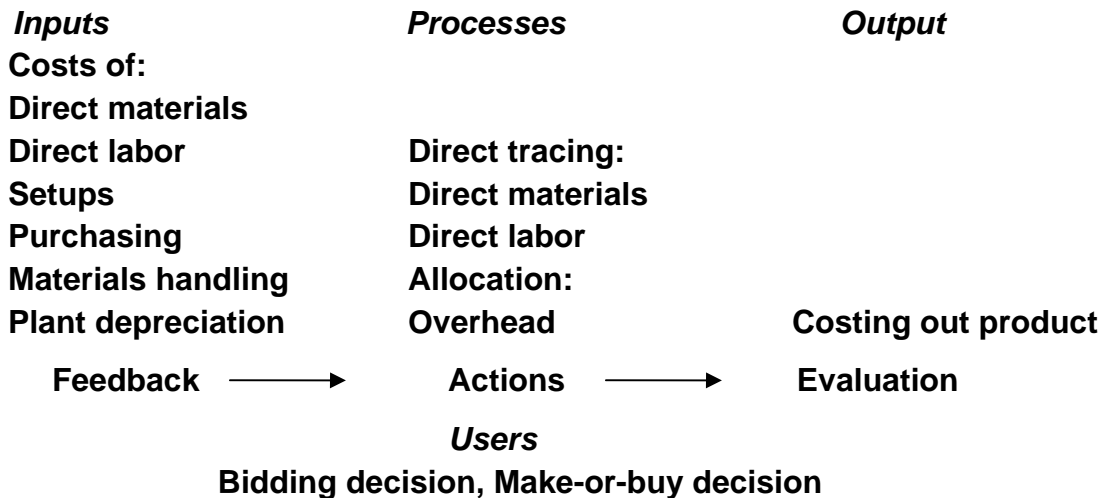 Inputs Processes Output
Costs of:
Direct materials
Direct labor Direct tracing:
Setups Direct materials
Purchasing Direct labor
Materials handling Allocation:
Plant depreciation Overhead Costing out product
Feedback Actions Evaluation
Users
Bidding decision, Make-or-buy decision